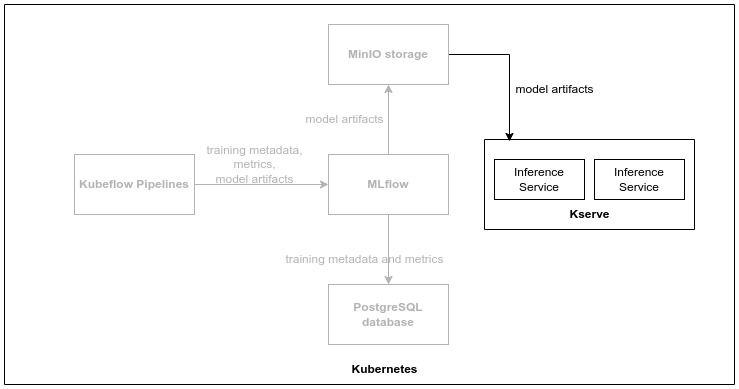 MinIO storage
model artifacts
model artifacts
training metadata,
metrics,
model artifacts
Kubeflow Pipelines
MLflow
Inference
Service
Inference
Service
Kserve
training metadata and metrics
PostgreSQL
database
Kubernetes